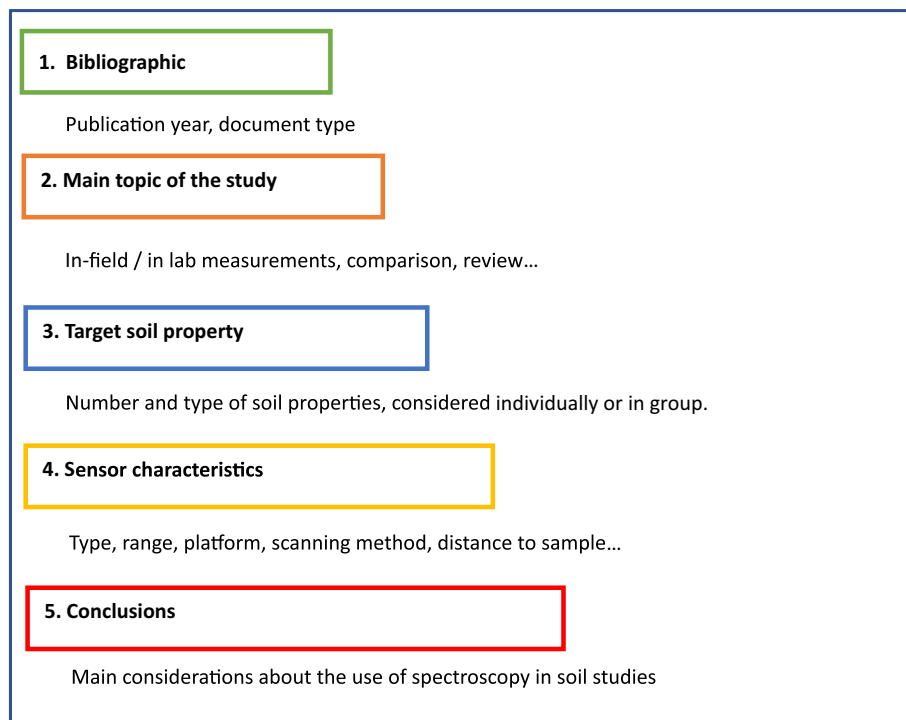 1. Bibliographic
Publication year, document type
2. Main topic of the study
In-field / in lab measurements, comparison, review…
3. Target soil property
Number and type of soil properties, considered individually or in group.
4. Sensor characteristics
Type, range, platform, scanning method, distance to sample…
5. Conclusions
Main considerations about the use of spectroscopy in soil studies